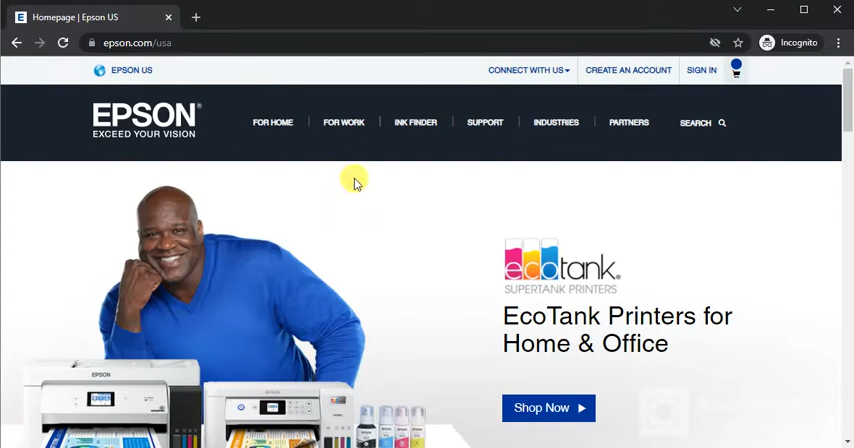 Homepage | Epson US
epson.com/usa
Incognito
EPSON US
CONNECT WITH US
CREATE AN ACCOUNT
SIGN IN
EPSON®
EXCEED YOUR VISION
FOR HOME
FOR WORK
INK FINDER
SUPPORT
INDUSTRIES
PARTNERS
SEARCH
ecotank®
SUPERTANK PRINTERS
EcoTank Printers for
Home & Office
Shop Now
EPSON